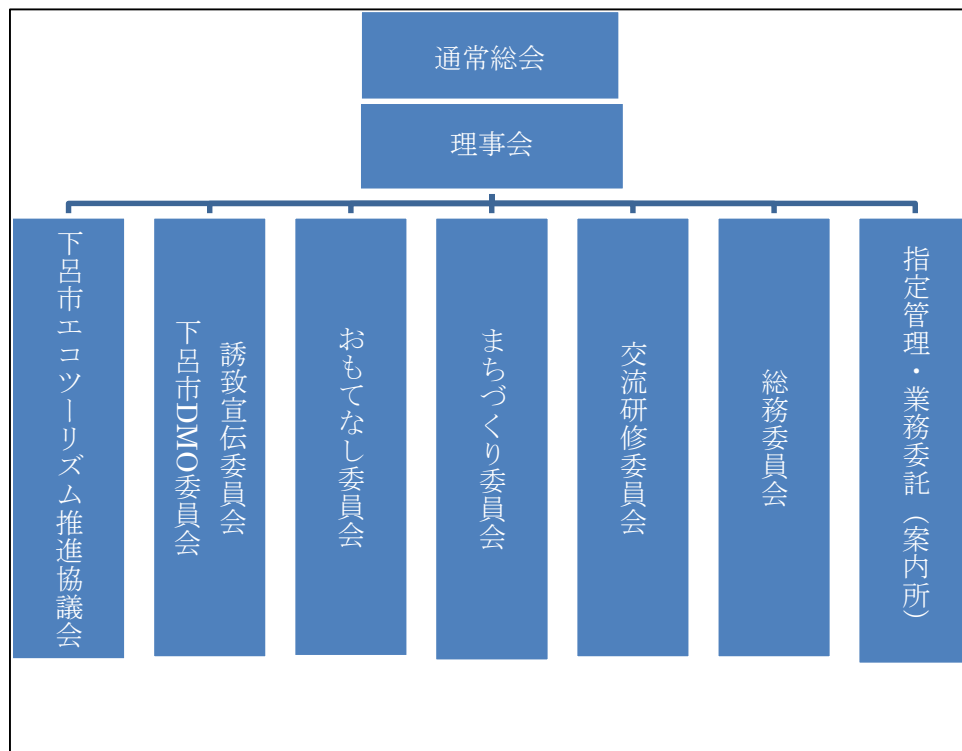 通常総会
理事会
下呂市エコツーリズム推進協議会
誘致宣伝委員会
下呂市DMO委員会
おもてなし委員会
まちづくり委員会
交流研修委員会
総務委員会
指定管理・業務委託（案内所）